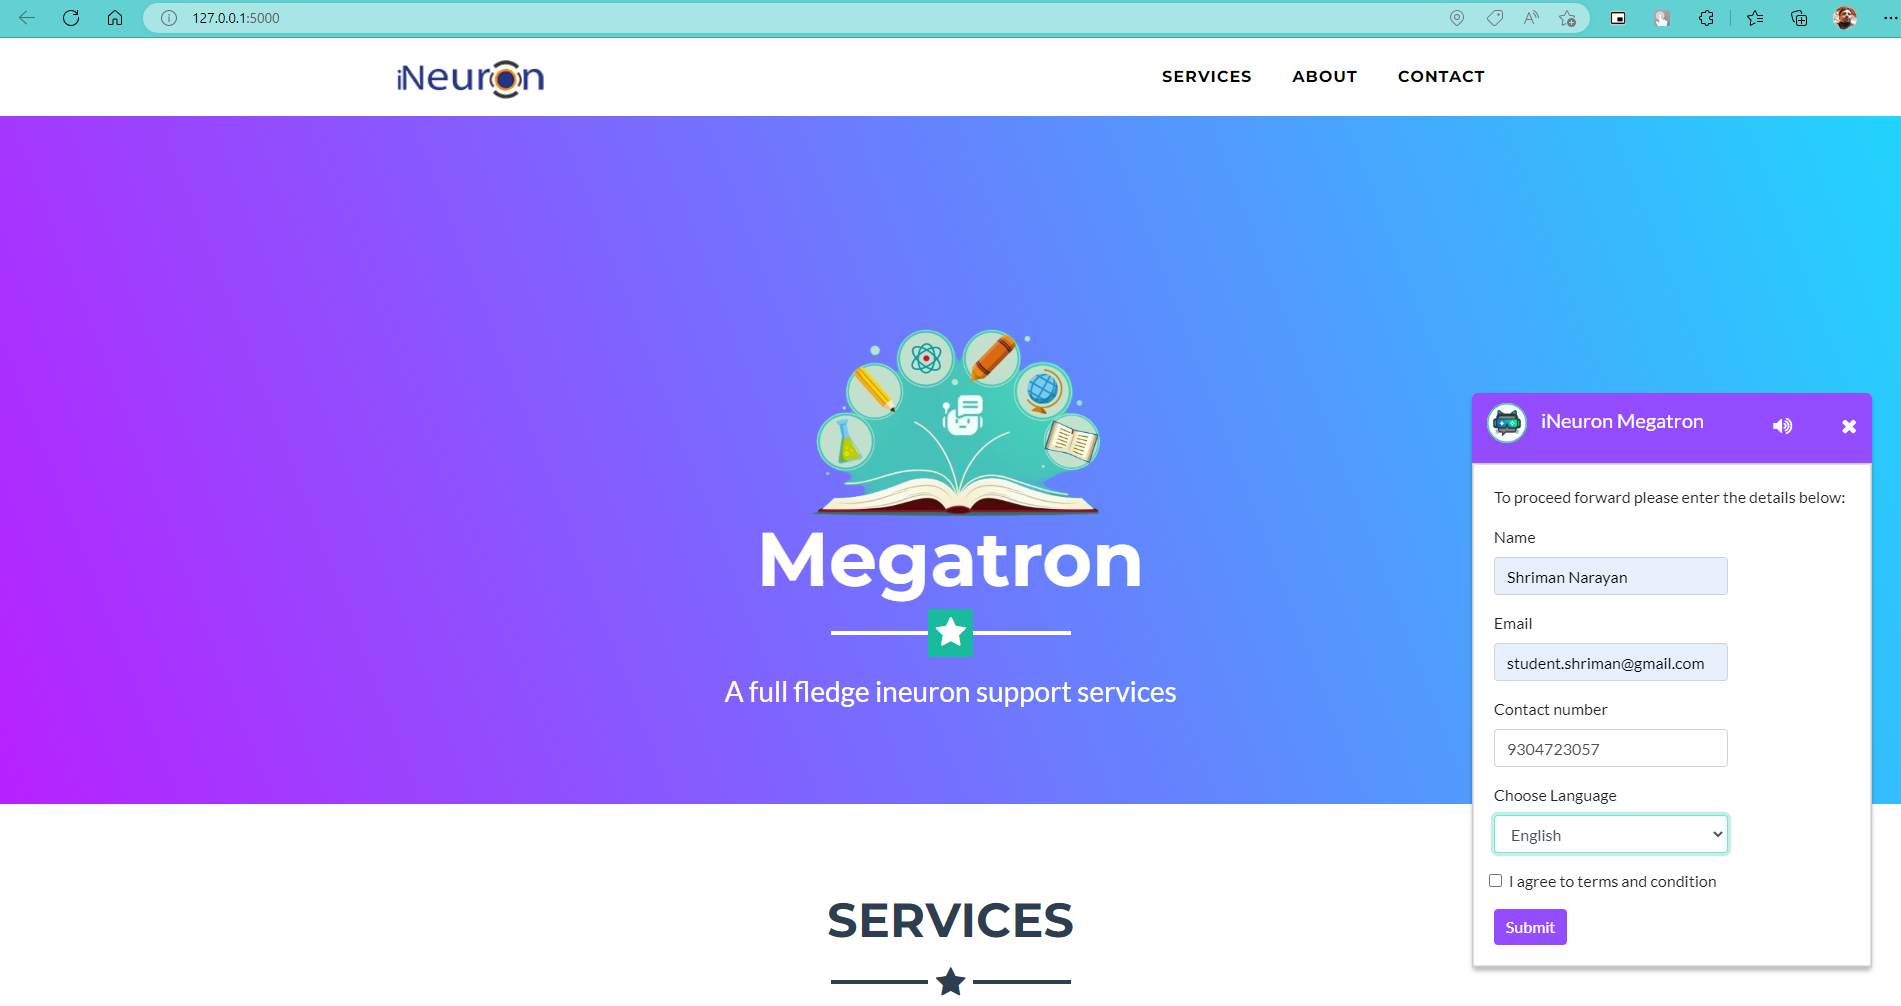 127.0.0.1:5000
iNeuron
SERVICES ABOUT CONTACT
Megatron
A full fledge ineuron support services
SERVICES
iNeuron Megatron
To proceed forward please enter the details below:
Name
Shriman Narayan
Email
student.shriman@gmail.com
Contact number
9304723057
Choose Language
English
I agree to terms and condition
Submit